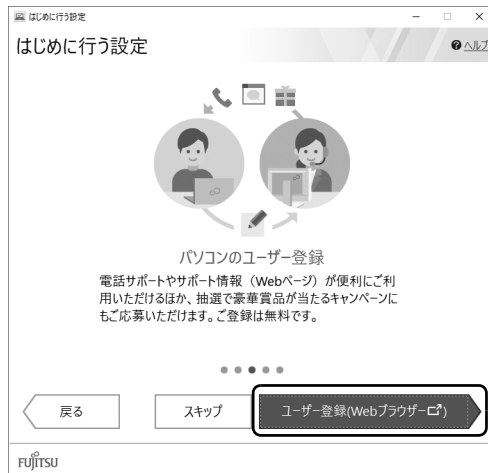 はじめに行う設定
はじめに行う設定
ヘルプ
パソコンのユーザー登録
電話サポートやサポート情報（Webページ）が便利にご利
用いただけるほか、抽選で豪華賞品が当たるキャンペーンに
もご応募いただけます。ご登録は無料です。
戻る
スキップ
ユーザー登録(Webブラウザー)
FUJITSU